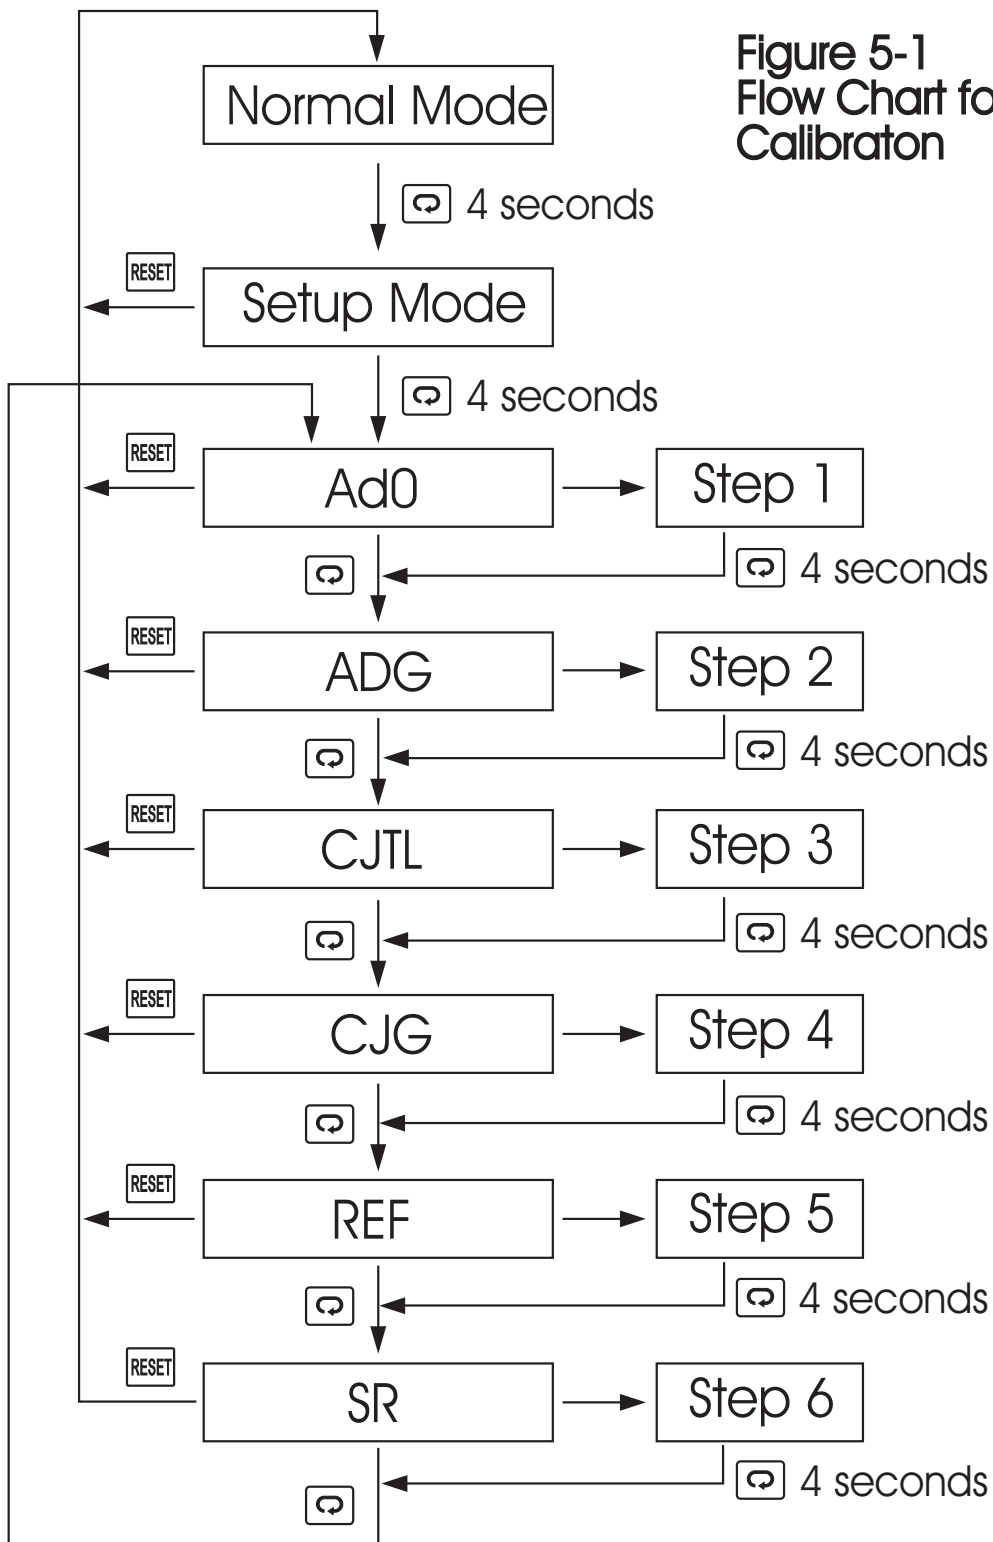 Figure 5-1
Flow Chart fo
Calibraton
Normal Mode
4 seconds
RESET
Setup Mode
4 seconds
RESET
Ad0
Step 1
4 seconds
RESET
ADG
Step 2
4 seconds
RESET
CJTL
Step 3
4 seconds
RESET
CJG
Step 4
4 seconds
RESET
REF
Step 5
4 seconds
RESET
SR
Step 6
4 seconds